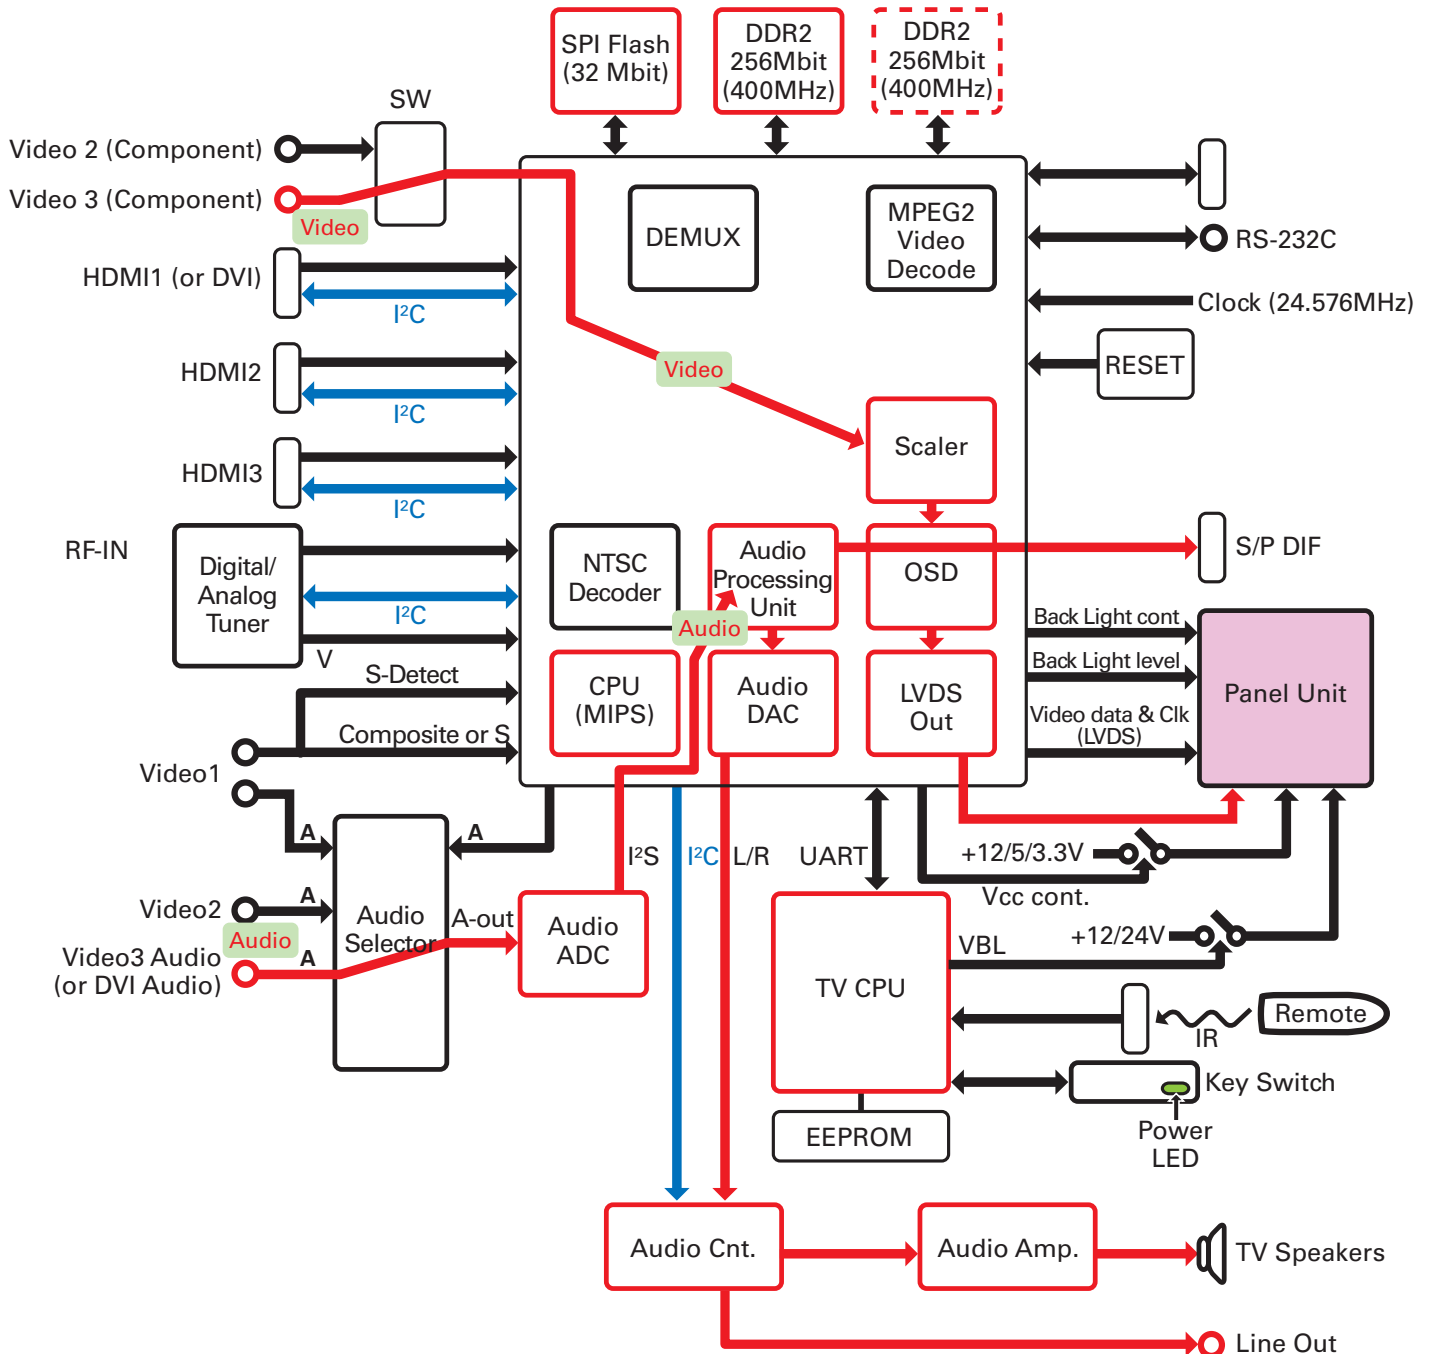 SPI Flash
(32 Mbit)
DDR2
256Mbit
(400MHz)
DDR2
256Mbit
(400MHz)
SW
Video 2 (Component)
Video 3 (Component)
Video
DEMUX
MPEG2
Video
Decode
RS-232C
HDMI1 (or DVI)
I²C
Clock (24.576MHz)
RESET
HDMI2
I²C
Video
Scaler
HDMI3
I²C
RF-IN
Digital/
Analog
Tuner
I²C
V
NTSC
Decoder
Audio
Processing
Unit
OSD
S/P DIF
Audio
Back Light cont
Back Light level
Video data & Clk
(LVDS)
Panel Unit
S-Detect
Composite or S
CPU
(MIPS)
Audio
DAC
LVDS
Out
Video1
A
A
I²S
I²C
L/R
UART
+12/5/3.3V
Vcc cont.
Video2
A
Audio
Video3 Audio
(or DVI Audio)
A
Audio
Selector
A-out
Audio
ADC
TV CPU
VBL
+12/24V
IR
Remote
Key Switch
Power
LED
EEPROM
Audio Cnt.
Audio Amp.
TV Speakers
Line Out